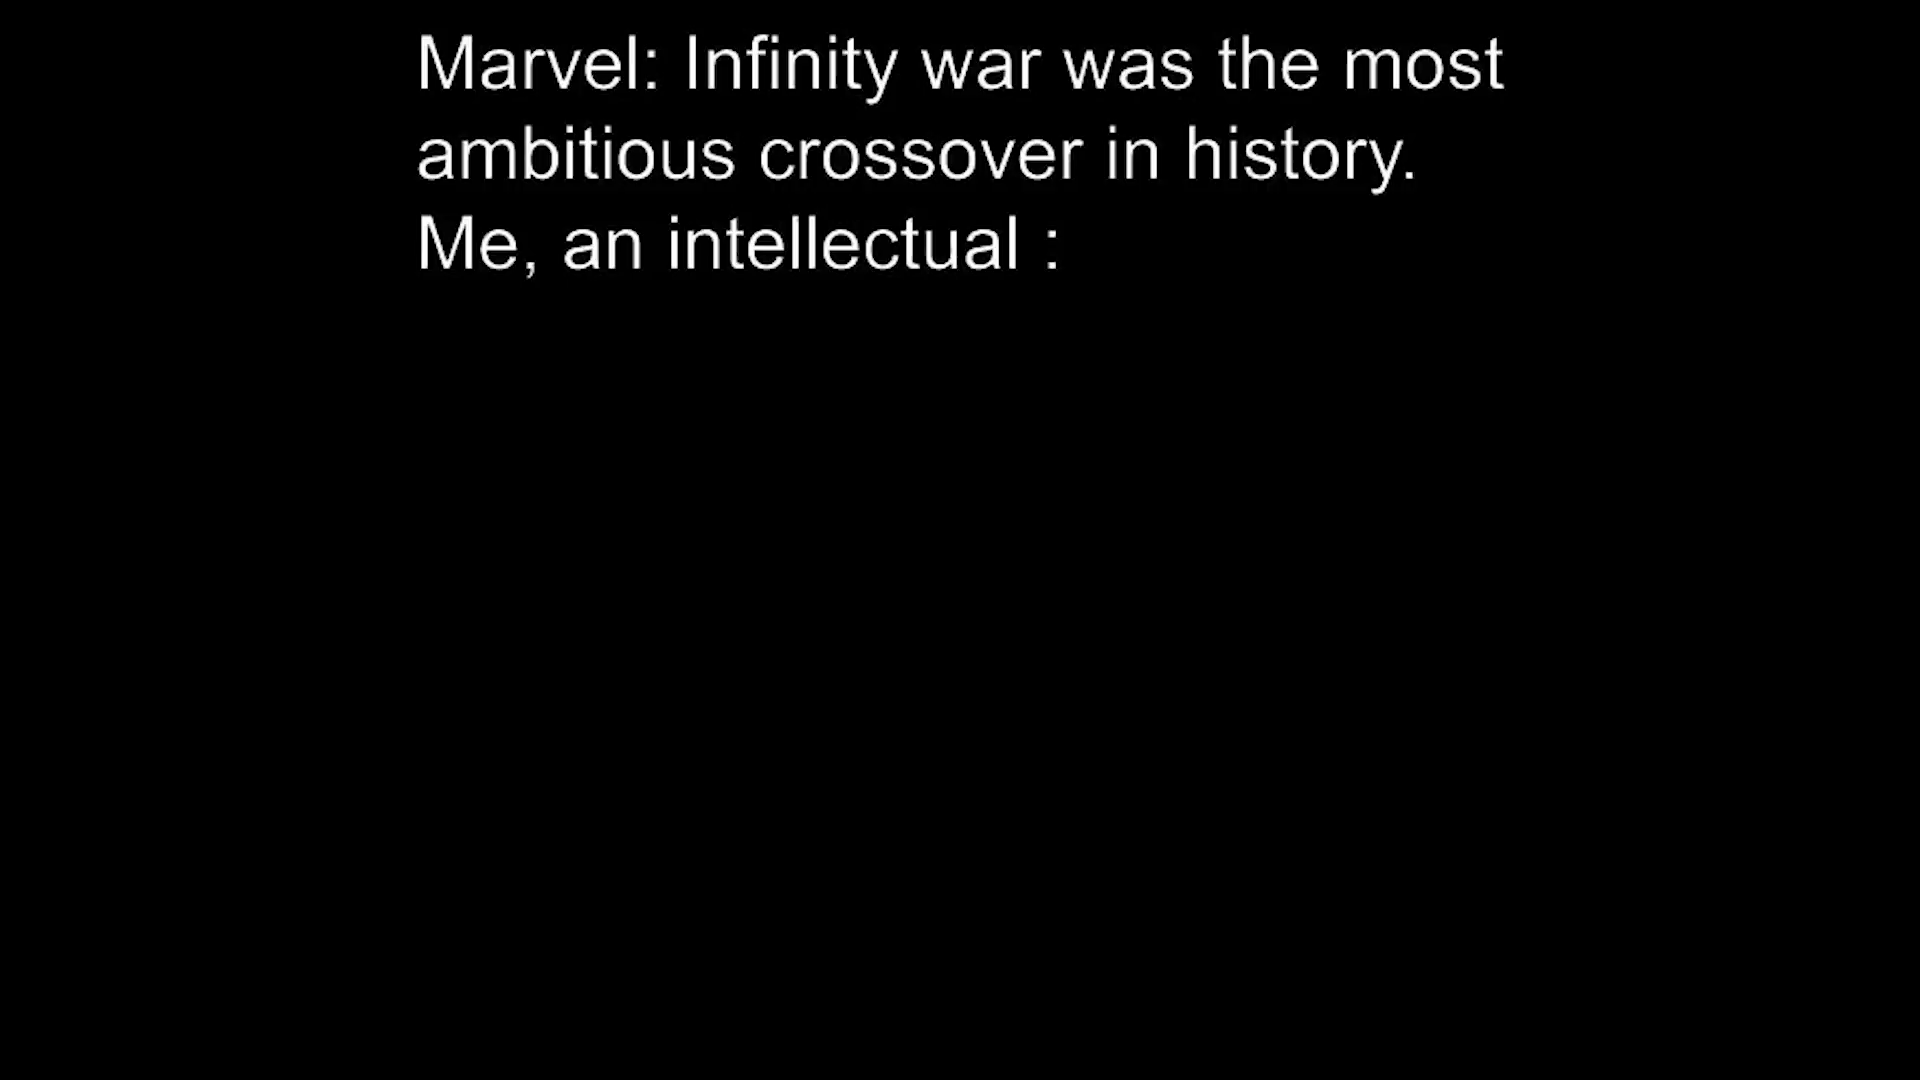 Marvel: Infinity war was the most
ambitious crossover in history.
Me, an intellectual :